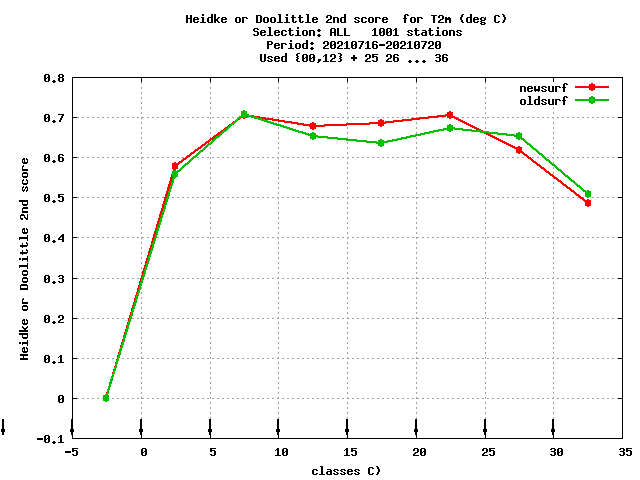 Heidke or Doolittle 2nd score  for T2m (deg C)
Selection: ALL   1001 stations
Period: 20210716-20210720
Used {00,12} + 25 26 ... 36
newsurf
oldsurf
Heidke or Doolittle 2nd score
0.8
0.7
0.6
0.5
0.4
0.3
0.2
0.1
0
-0.1
-5 0 5 10 15 20 25 30 35
classes C)